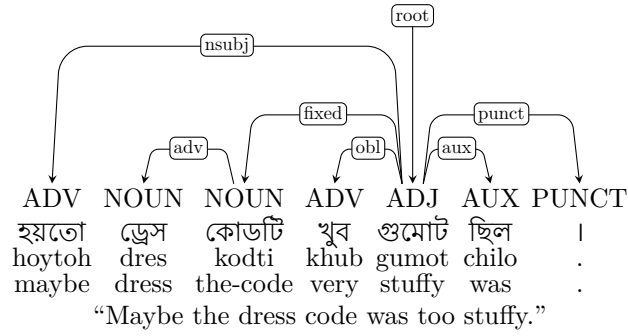 root
nsubj
fixed punct
adv obl aux
ADV NOUN NOUN ADV ADJ AUX PUNCT
হয়তো ড্রেস কোডটি খুব গুমোট ছিল ।
hoytoh dres kodti khub gumot chilo .
maybe dress the-code very stuffy was .
“Maybe the dress code was too stuffy.”